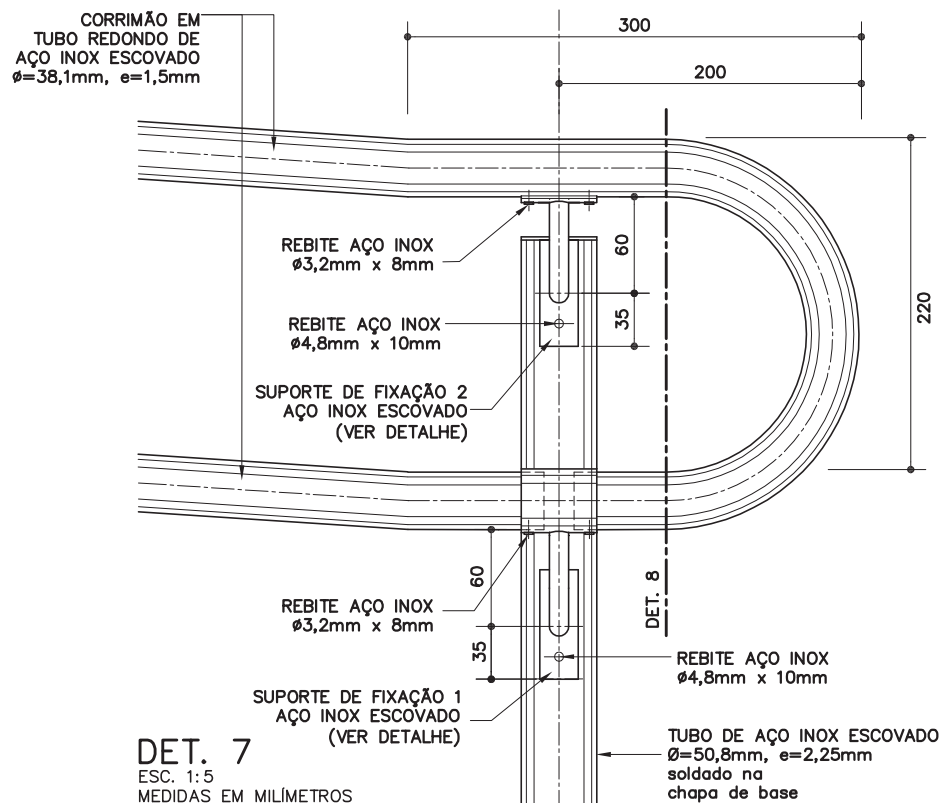 CORRIMÃO EM
TUBO REDONDO DE
AÇO INOX ESCOVADO
ø=38,1mm, e=1,5mm
300
200
REBITE AÇO INOX
ø3,2mm x 8mm
60
REBITE AÇO INOX
ø4,8mm x 10mm
35
220
SUPORTE DE FIXAÇÃO 2
AÇO INOX ESCOVADO
(VER DETALHE)
60
DET. 8
REBITE AÇO INOX
ø3,2mm x 8mm
35
REBITE AÇO INOX
ø4,8mm x 10mm
SUPORTE DE FIXAÇÃO 1
AÇO INOX ESCOVADO
(VER DETALHE)
TUBO DE AÇO INOX ESCOVADO
Ø=50,8mm, e=2,25mm
soldado na
chapa de base
DET. 7
ESC. 1:5
MEDIDAS EM MILÍMETROS